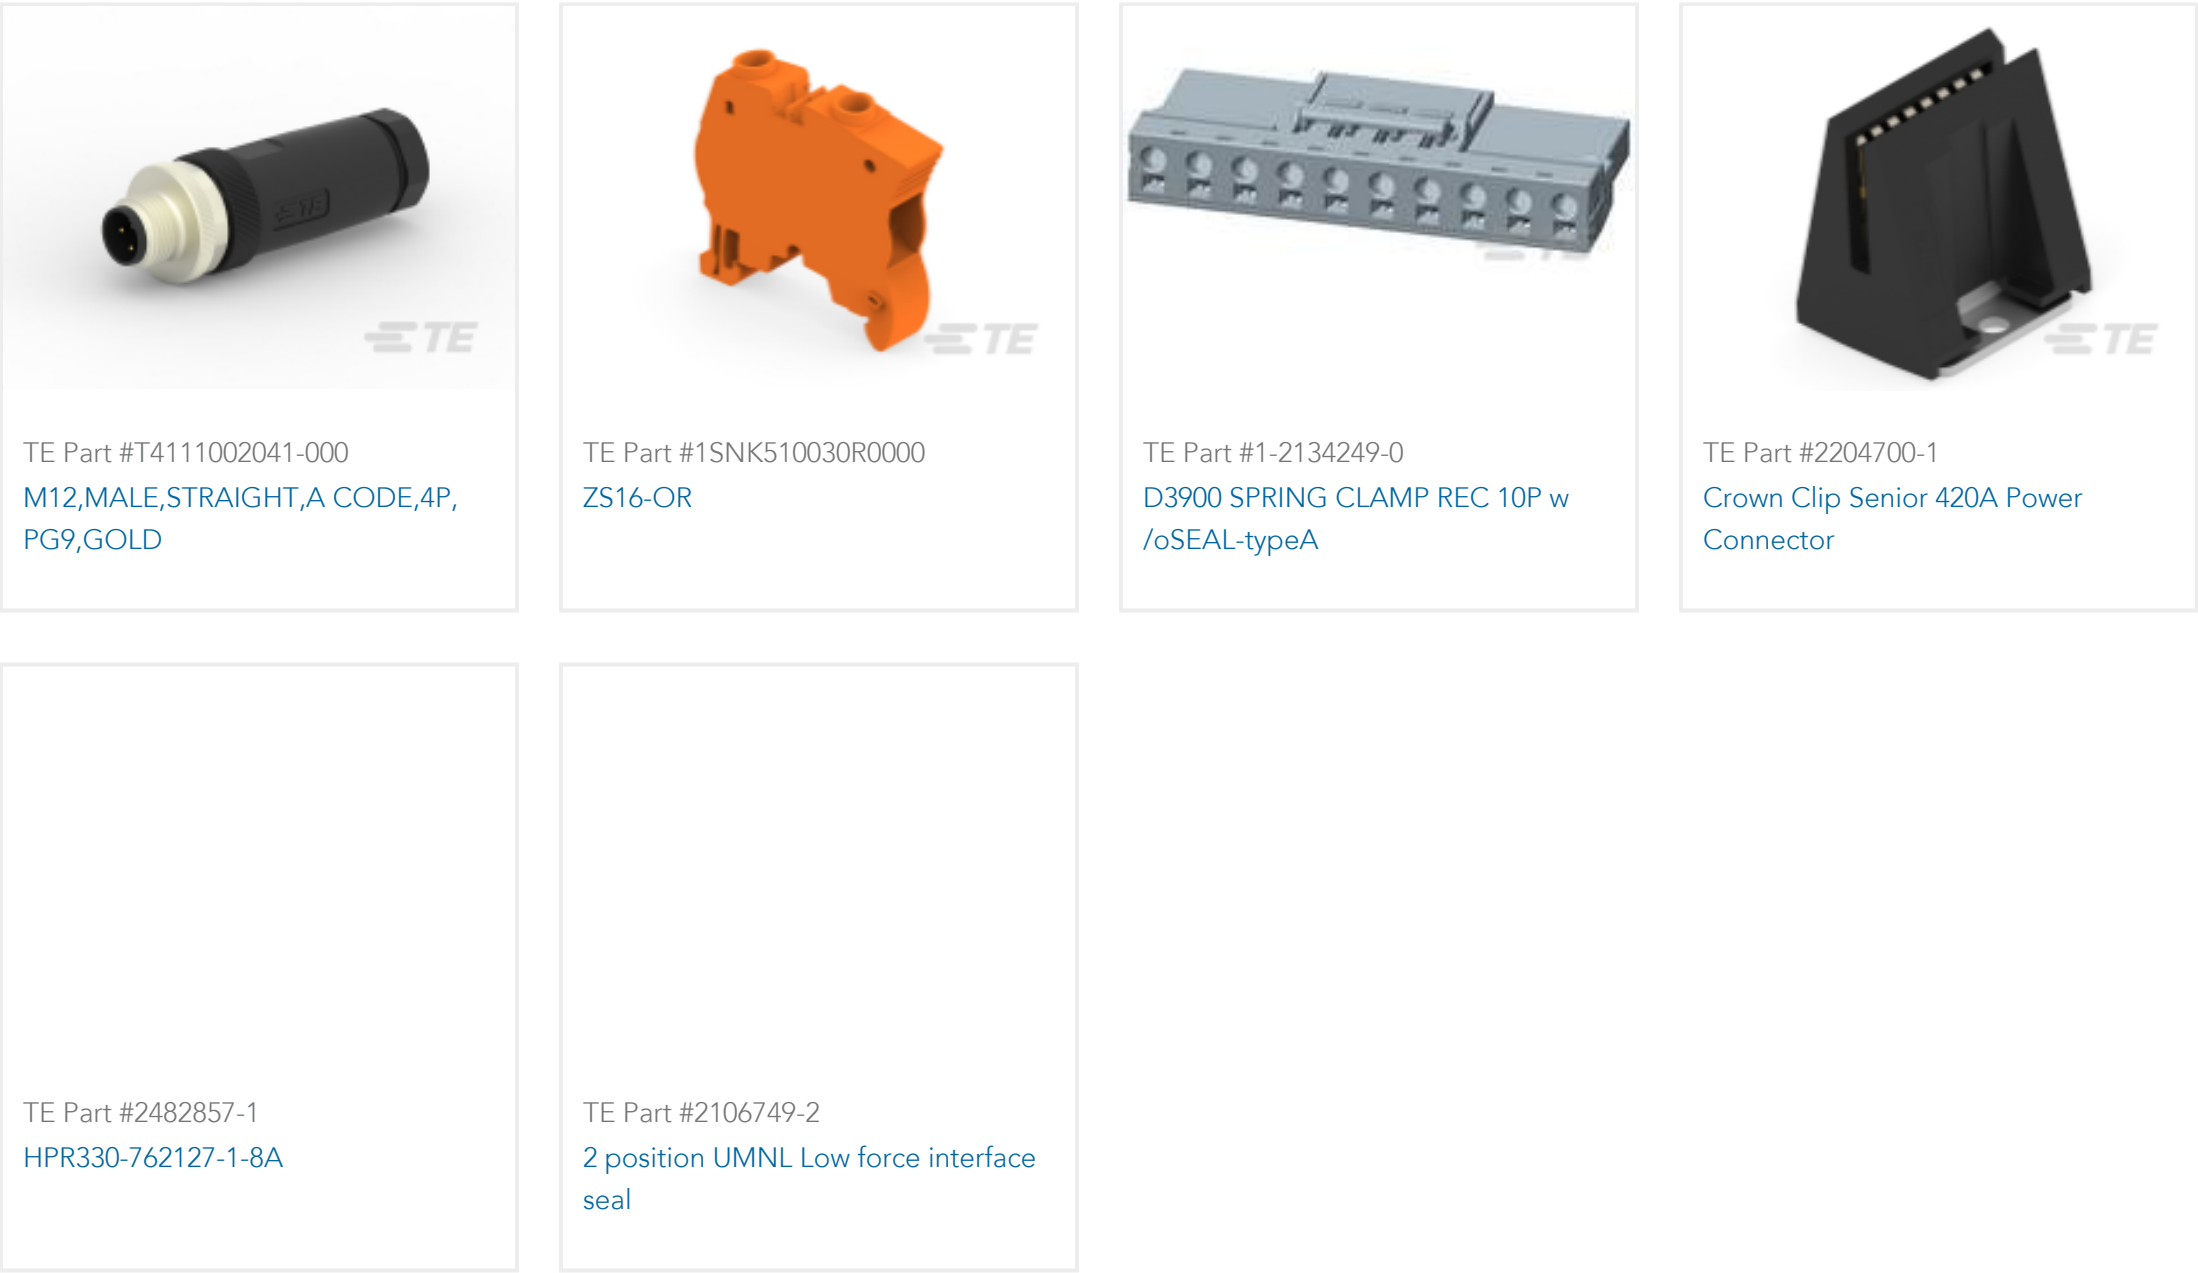 TE
TE
TE
TE
TE Part #T4111002041-000
M12,MALE,STRAIGHT,A CODE,4P,
PG9,GOLD
TE Part #1SNK510030R0000
ZS16-OR
TE Part #1-2134249-0
D3900 SPRING CLAMP REC 10P w
/oSEAL-typeA
TE Part #2204700-1
Crown Clip Senior 420A Power
Connector
TE Part #2482857-1
HPR330-762127-1-8A
TE Part #2106749-2
2 position UMNL Low force interface
seal